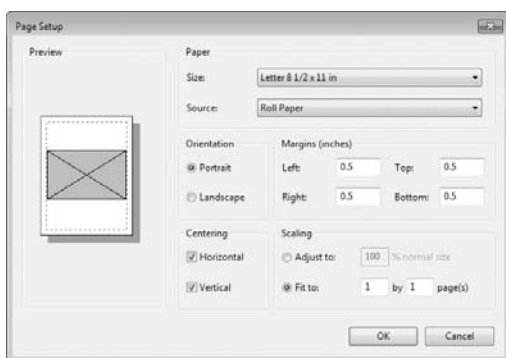 Page Setup
Preview
Paper
Size: Letter 8 1/2 x 11 in
Source: Roll Paper
Orientation
Portrait
Landscape
Margins (inches)
Left: 0.5 Top: 0.5
Right: 0.5 Bottom: 0.5
Centering
Horizontal
Vertical
Scaling
Adjust to: 100 % normal size
Fit to: 1 by 1 page(s)
OK Cancel